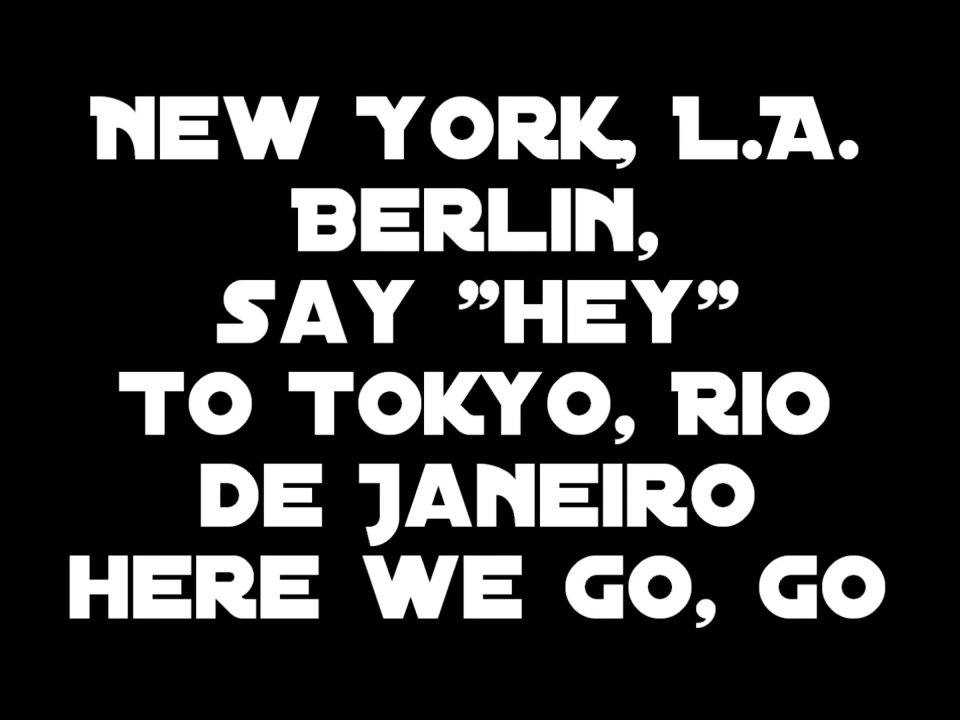 New York, L.A.
Berlin,
say ”hey”
To Tokyo, Rio
de Janeiro
here we go, go